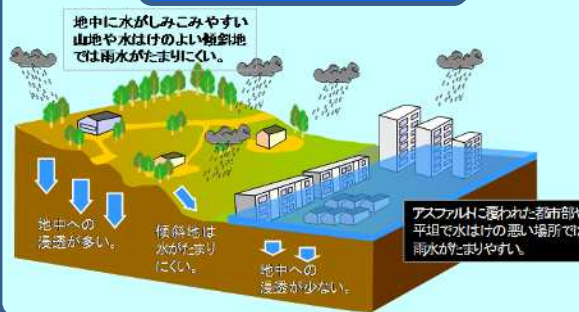 地中に水がしみこみやすい
山地や水はけのよい傾斜地
では雨水がたまりにくい。
地中への
浸透が多い。
傾斜地は
水がたまり
にくい。
地中への
浸透が少ない。
アスファルトに覆われた都市部や
平坦で水はけの悪い場所では
雨水がたまりやすい。